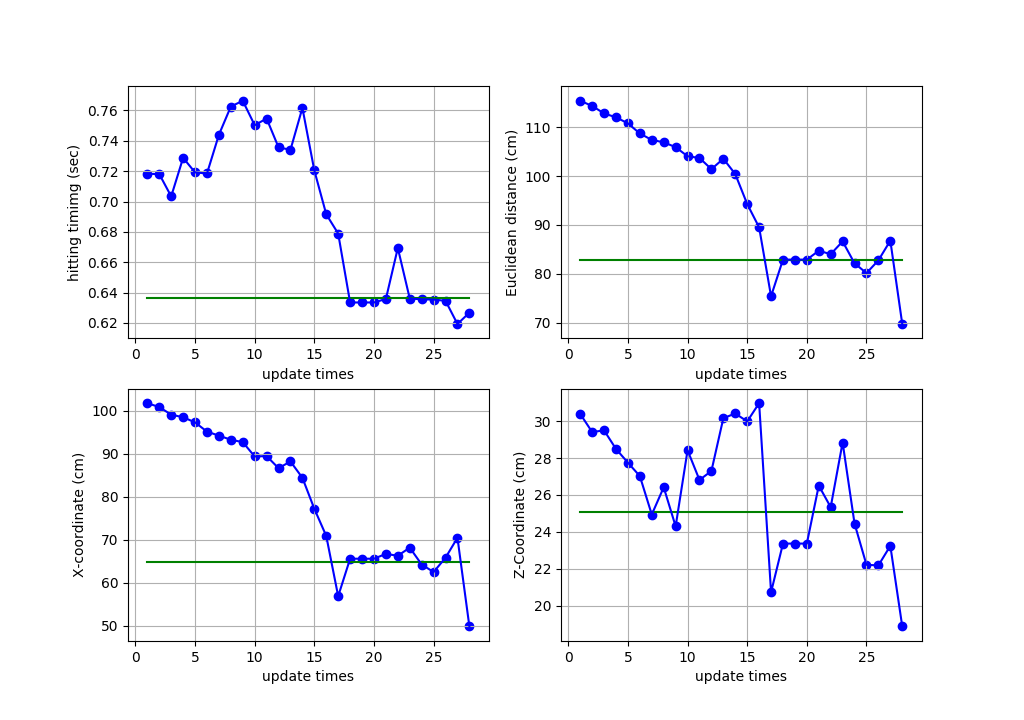 0.76
0.74
0.72
0.70
0.68
0.66
0.64
0.62
hitting timimg (sec)
0 5 10 15 20 25
update times
110
100
90
80
70
Euclidean distance (cm)
0 5 10 15 20 25
update times
100
90
80
70
60
50
X-coordinate (cm)
0 5 10 15 20 25
update times
30
28
26
24
22
20
Z-Coordinate (cm)
0 5 10 15 20 25
update times